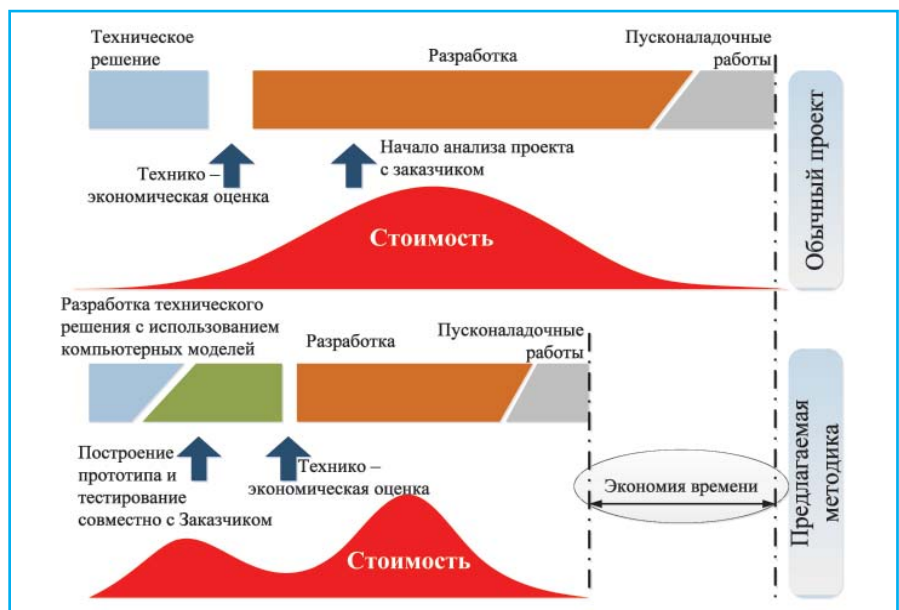 Техническое
решение
Разработка
Пусконаладочные
работы
Технико –
экономическая оценка
Начало анализа проекта
с заказчиком
Стоимость
Обычный проект
Разработка технического
решения с использованием
компьютерных моделей
Разработка
Пусконаладочные
работы
Построение
прототипа и
тестирование
совместно с Заказчиком
Технико –
экономическая оценка
Экономия времени
Стоимость
Предлагаемая
методика